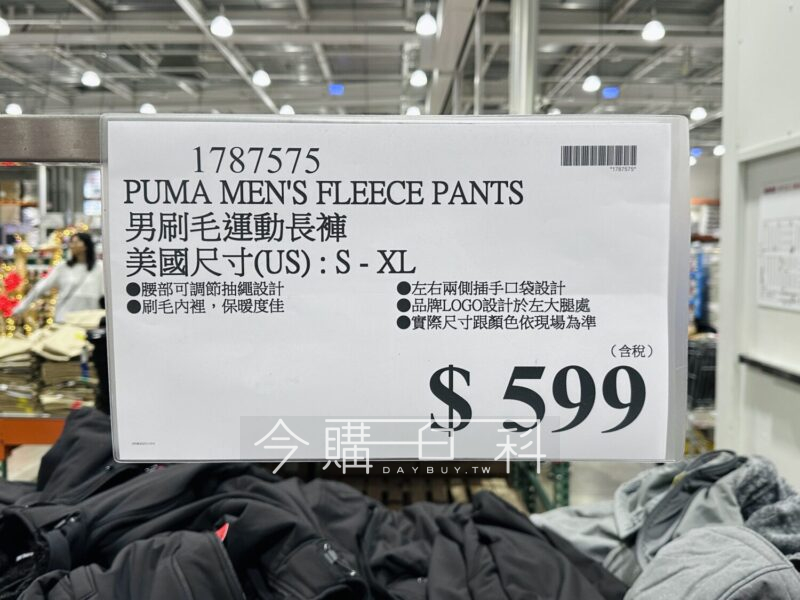 1787575
*1787575*
PUMA MEN'S FLEECE PANTS
男刷毛運動長褲
美國尺寸(US) : S - XL
●腰部可調節抽繩設計
●刷毛內裡，保暖度佳
●左右兩側插手口袋設計
●品牌LOGO設計於左大腿處
●實際尺寸跟顏色依現場為準
（含稅）
$ 599
今購百科
DAYBUY.TW